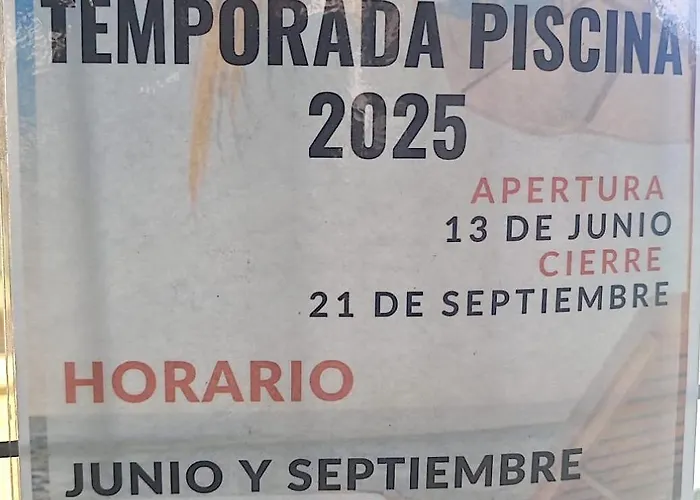 TEMPORADA PISCINA
2025
APERTURA
13 DE JUNIO
CIERRE
21 DE SEPTIEMBRE
HORARIO
JUNIO Y SEPTIEMBRE